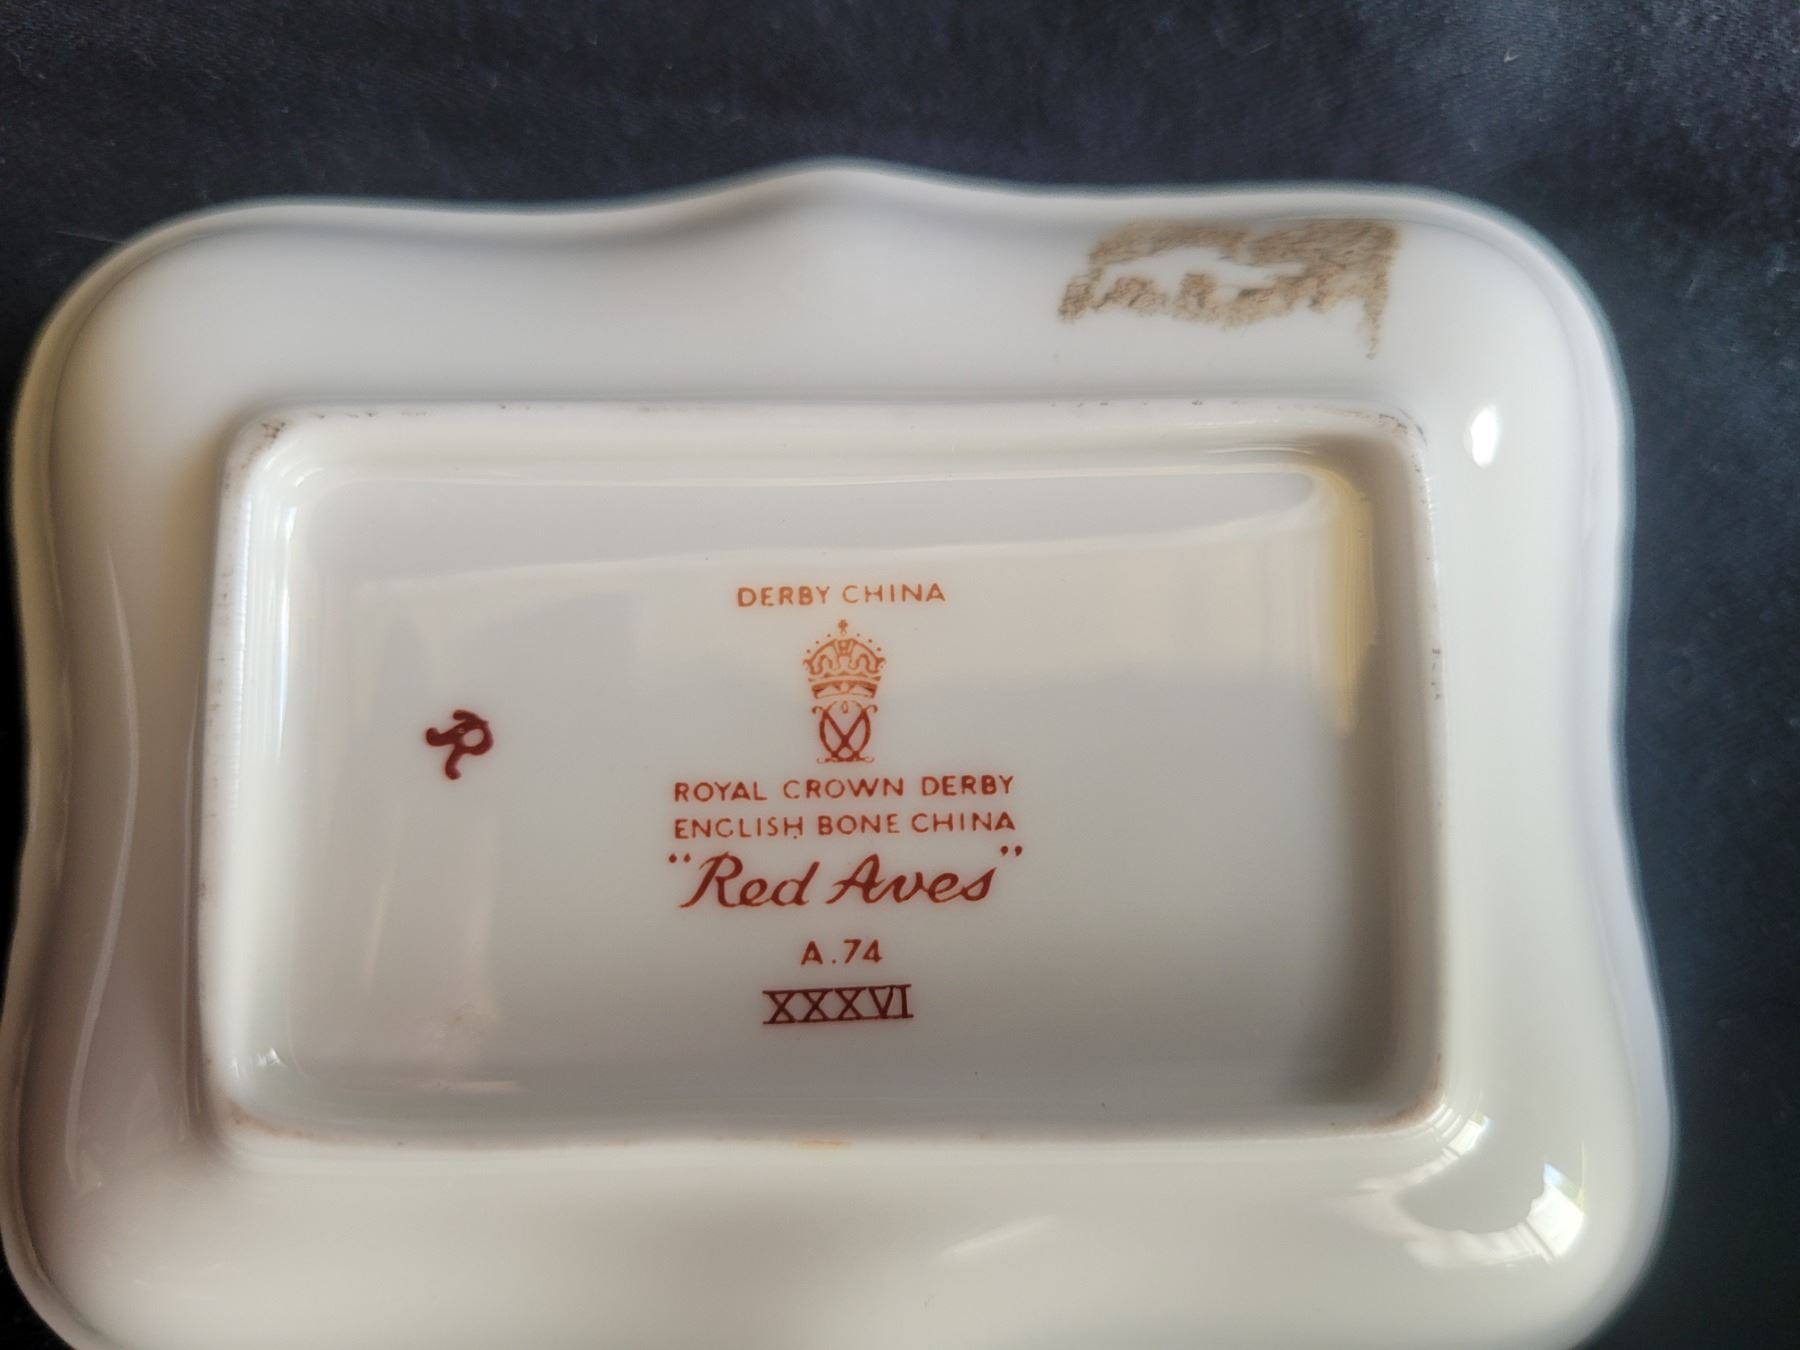 DERBY CHINA
ROYAL CROWN DERBY
ENGLISH BONE CHINA
"Red Aves"
A.74
XXXVI